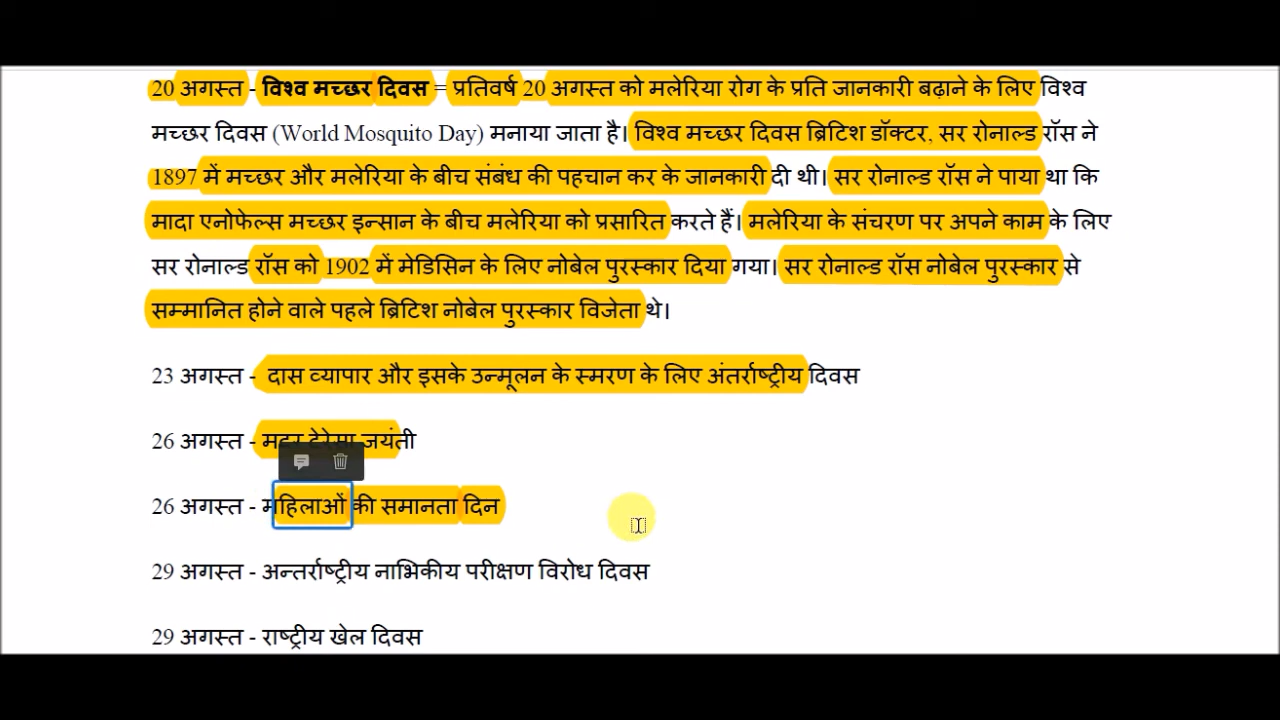 20 अगस्त - विश्व मच्छर दिवस = प्रतिवर्ष 20 अगस्त को मलेरिया रोग के प्रति जानकारी बढ़ाने के लिए विश्व
मच्छर दिवस (World Mosquito Day) मनाया जाता है। विश्व मच्छर दिवस ब्रिटिश डॉक्टर, सर रोनाल्ड रॉस ने
1897 में मच्छर और मलेरिया के बीच संबंध की पहचान कर के जानकारी दी थी। सर रोनाल्ड रॉस ने पाया था कि
मादा एनोफेल्स मच्छर इन्सान के बीच मलेरिया को प्रसारित करते हैं। मलेरिया के संचरण पर अपने काम के लिए
सर रोनाल्ड रॉस को 1902 में मेडिसिन के लिए नोबेल पुरस्कार दिया गया। सर रोनाल्ड रॉस नोबेल पुरस्कार से
सम्मानित होने वाले पहले ब्रिटिश नोबेल पुरस्कार विजेता थे।
23 अगस्त - दास व्यापार और इसके उन्मूलन के स्मरण के लिए अंतर्राष्ट्रीय दिवस
26 अगस्त - मदर टेरेसा जयंती
26 अगस्त - महिलाओं की समानता दिन
29 अगस्त - अन्तर्राष्ट्रीय नाभिकीय परीक्षण विरोध दिवस
29 अगस्त - राष्ट्रीय खेल दिवस